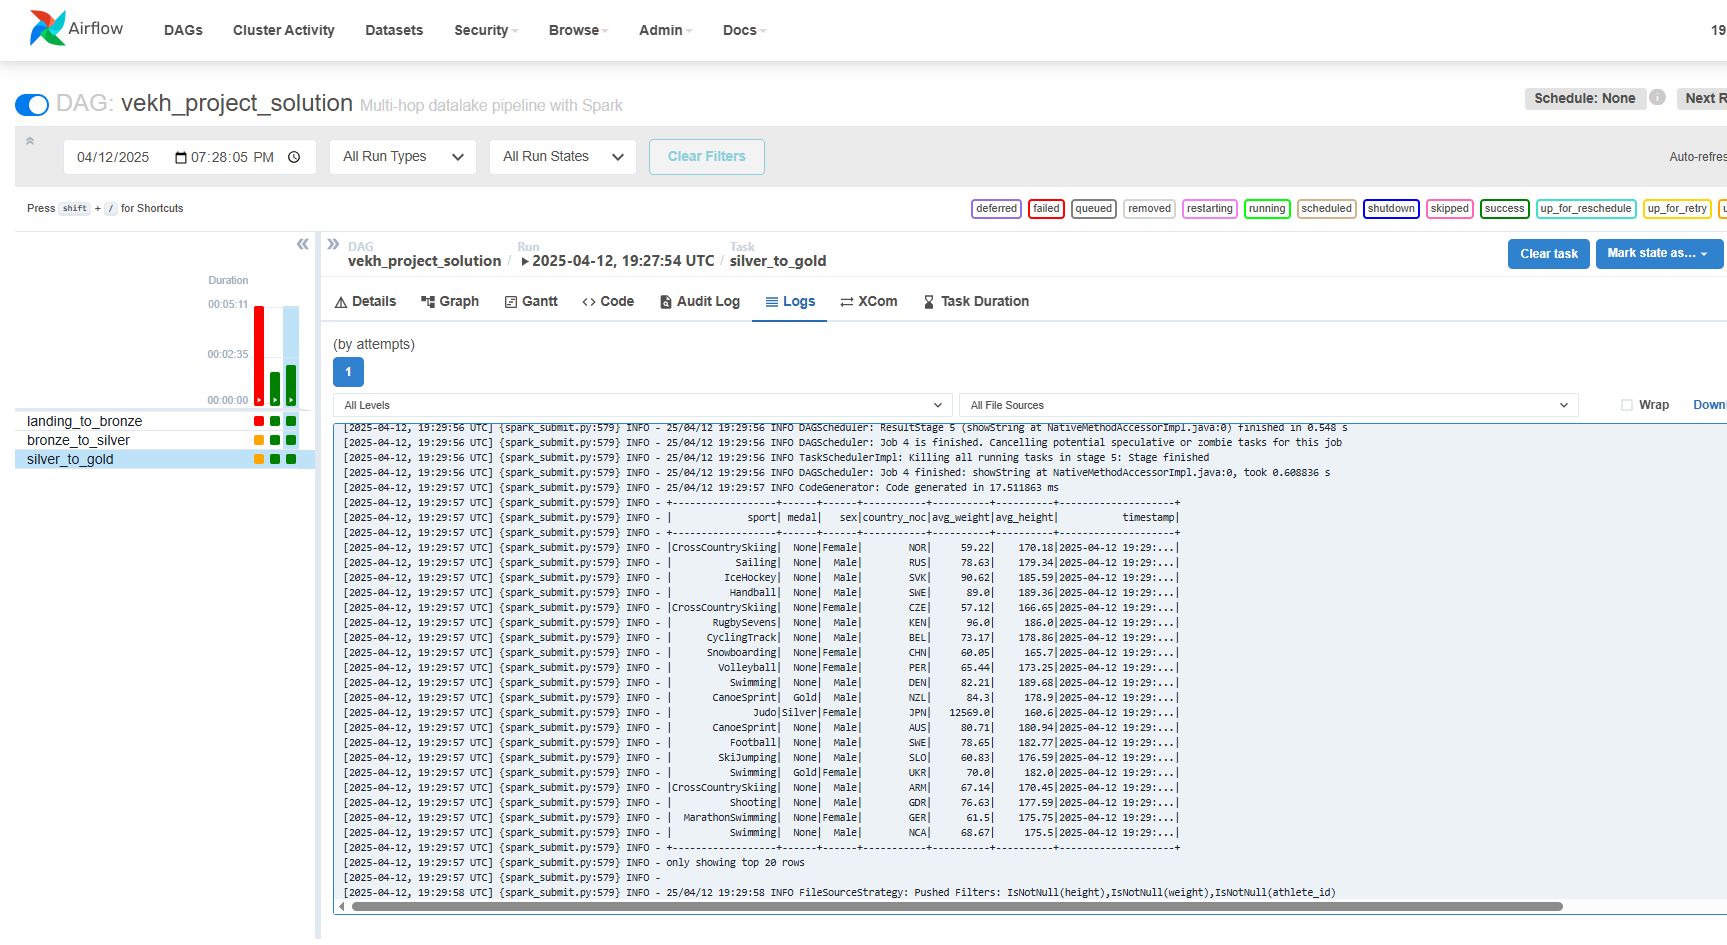 Airflow DAGs Cluster Activity Datasets Security Browse Admin Docs 19
DAG: vekh_project_solution Multi-hop datalake pipeline with Spark Schedule: None i Next R
04/12/2025 07:28:05 PM All Run Types All Run States Clear Filters Auto-refres
Press shift + / for Shortcuts deferred failed queued removed restarting running scheduled shutdown skipped success up_for_reschedule up_for_retry u
DAG Run Task
vekh_project_solution / 2025-04-12, 19:27:54 UTC / silver_to_gold Clear task Mark state as…
Duration
00:05:11
00:02:35
00:00:00
landing_to_bronze
bronze_to_silver
silver_to_gold
Details Graph Gantt Code Audit Log Logs XCom Task Duration
(by attempts)
1
All Levels All File Sources Wrap Down
[2025-04-12, 19:29:56 UTC] {spark_submit.py:579} INFO - 25/04/12 19:29:56 INFO DAGScheduler: ResultStage 5 (showString at NativeMethodAccessorImpl.java:0) finished in 0.548 s
[2025-04-12, 19:29:56 UTC] {spark_submit.py:579} INFO - 25/04/12 19:29:56 INFO DAGScheduler: Job 4 is finished. Cancelling potential speculative or zombie tasks for this job
[2025-04-12, 19:29:56 UTC] {spark_submit.py:579} INFO - 25/04/12 19:29:56 INFO TaskSchedulerImpl: Killing all running tasks in stage 5: Stage finished
[2025-04-12, 19:29:56 UTC] {spark_submit.py:579} INFO - 25/04/12 19:29:56 INFO DAGScheduler: Job 4 finished: showString at NativeMethodAccessorImpl.java:0, took 0.608836 s
[2025-04-12, 19:29:57 UTC] {spark_submit.py:579} INFO - 25/04/12 19:29:57 INFO CodeGenerator: Code generated in 17.511863 ms
[2025-04-12, 19:29:57 UTC] {spark_submit.py:579} INFO - +------------------+------+------+-----------+----------+----------+--------------------+
[2025-04-12, 19:29:57 UTC] {spark_submit.py:579} INFO - |             sport| medal|   sex|country_noc|avg_weight|avg_height|           timestamp|
[2025-04-12, 19:29:57 UTC] {spark_submit.py:579} INFO - +------------------+------+------+-----------+----------+----------+--------------------+
[2025-04-12, 19:29:57 UTC] {spark_submit.py:579} INFO - |CrossCountrySkiing|  None|Female|        NOR|     59.22|    170.18|2025-04-12 19:29:...|
[2025-04-12, 19:29:57 UTC] {spark_submit.py:579} INFO - |           Sailing|  None|  Male|        RUS|     78.63|    179.34|2025-04-12 19:29:...|
[2025-04-12, 19:29:57 UTC] {spark_submit.py:579} INFO - |         IceHockey|  None|  Male|        SVK|     90.62|    185.59|2025-04-12 19:29:...|
[2025-04-12, 19:29:57 UTC] {spark_submit.py:579} INFO - |          Handball|  None|  Male|        SWE|      89.0|    189.36|2025-04-12 19:29:...|
[2025-04-12, 19:29:57 UTC] {spark_submit.py:579} INFO - |CrossCountrySkiing|  None|Female|        CZE|     57.12|    166.65|2025-04-12 19:29:...|
[2025-04-12, 19:29:57 UTC] {spark_submit.py:579} INFO - |       RugbySevens|  None|  Male|        KEN|      96.0|     186.0|2025-04-12 19:29:...|
[2025-04-12, 19:29:57 UTC] {spark_submit.py:579} INFO - |      CyclingTrack|  None|  Male|        BEL|     73.17|    178.86|2025-04-12 19:29:...|
[2025-04-12, 19:29:57 UTC] {spark_submit.py:579} INFO - |      Snowboarding|  None|Female|        CHN|     60.05|     165.7|2025-04-12 19:29:...|
[2025-04-12, 19:29:57 UTC] {spark_submit.py:579} INFO - |        Volleyball|  None|Female|        PER|     65.44|    173.25|2025-04-12 19:29:...|
[2025-04-12, 19:29:57 UTC] {spark_submit.py:579} INFO - |          Swimming|  None|  Male|        DEN|     82.21|    189.68|2025-04-12 19:29:...|
[2025-04-12, 19:29:57 UTC] {spark_submit.py:579} INFO - |       CanoeSprint|  Gold|  Male|        NZL|      84.3|     178.9|2025-04-12 19:29:...|
[2025-04-12, 19:29:57 UTC] {spark_submit.py:579} INFO - |              Judo|Silver|Female|        JPN|   12569.0|     160.6|2025-04-12 19:29:...|
[2025-04-12, 19:29:57 UTC] {spark_submit.py:579} INFO - |       CanoeSprint|  None|  Male|        AUS|     80.71|    180.94|2025-04-12 19:29:...|
[2025-04-12, 19:29:57 UTC] {spark_submit.py:579} INFO - |          Football|  None|  Male|        SWE|     78.65|    182.77|2025-04-12 19:29:...|
[2025-04-12, 19:29:57 UTC] {spark_submit.py:579} INFO - |        SkiJumping|  None|  Male|        SLO|     60.83|    176.59|2025-04-12 19:29:...|
[2025-04-12, 19:29:57 UTC] {spark_submit.py:579} INFO - |          Swimming|  Gold|Female|        UKR|      70.0|     182.0|2025-04-12 19:29:...|
[2025-04-12, 19:29:57 UTC] {spark_submit.py:579} INFO - |CrossCountrySkiing|  None|  Male|        ARM|     67.14|    170.45|2025-04-12 19:29:...|
[2025-04-12, 19:29:57 UTC] {spark_submit.py:579} INFO - |          Shooting|  None|  Male|        GDR|     76.63|    177.59|2025-04-12 19:29:...|
[2025-04-12, 19:29:57 UTC] {spark_submit.py:579} INFO - |  MarathonSwimming|  None|Female|        GER|      61.5|    175.75|2025-04-12 19:29:...|
[2025-04-12, 19:29:57 UTC] {spark_submit.py:579} INFO - |          Swimming|  None|  Male|        NCA|     68.67|     175.5|2025-04-12 19:29:...|
[2025-04-12, 19:29:57 UTC] {spark_submit.py:579} INFO - +------------------+------+------+-----------+----------+----------+--------------------+
[2025-04-12, 19:29:57 UTC] {spark_submit.py:579} INFO - only showing top 20 rows
[2025-04-12, 19:29:57 UTC] {spark_submit.py:579} INFO -
[2025-04-12, 19:29:58 UTC] {spark_submit.py:579} INFO - 25/04/12 19:29:58 INFO FileSourceStrategy: Pushed Filters: IsNotNull(height),IsNotNull(weight),IsNotNull(athlete_id)